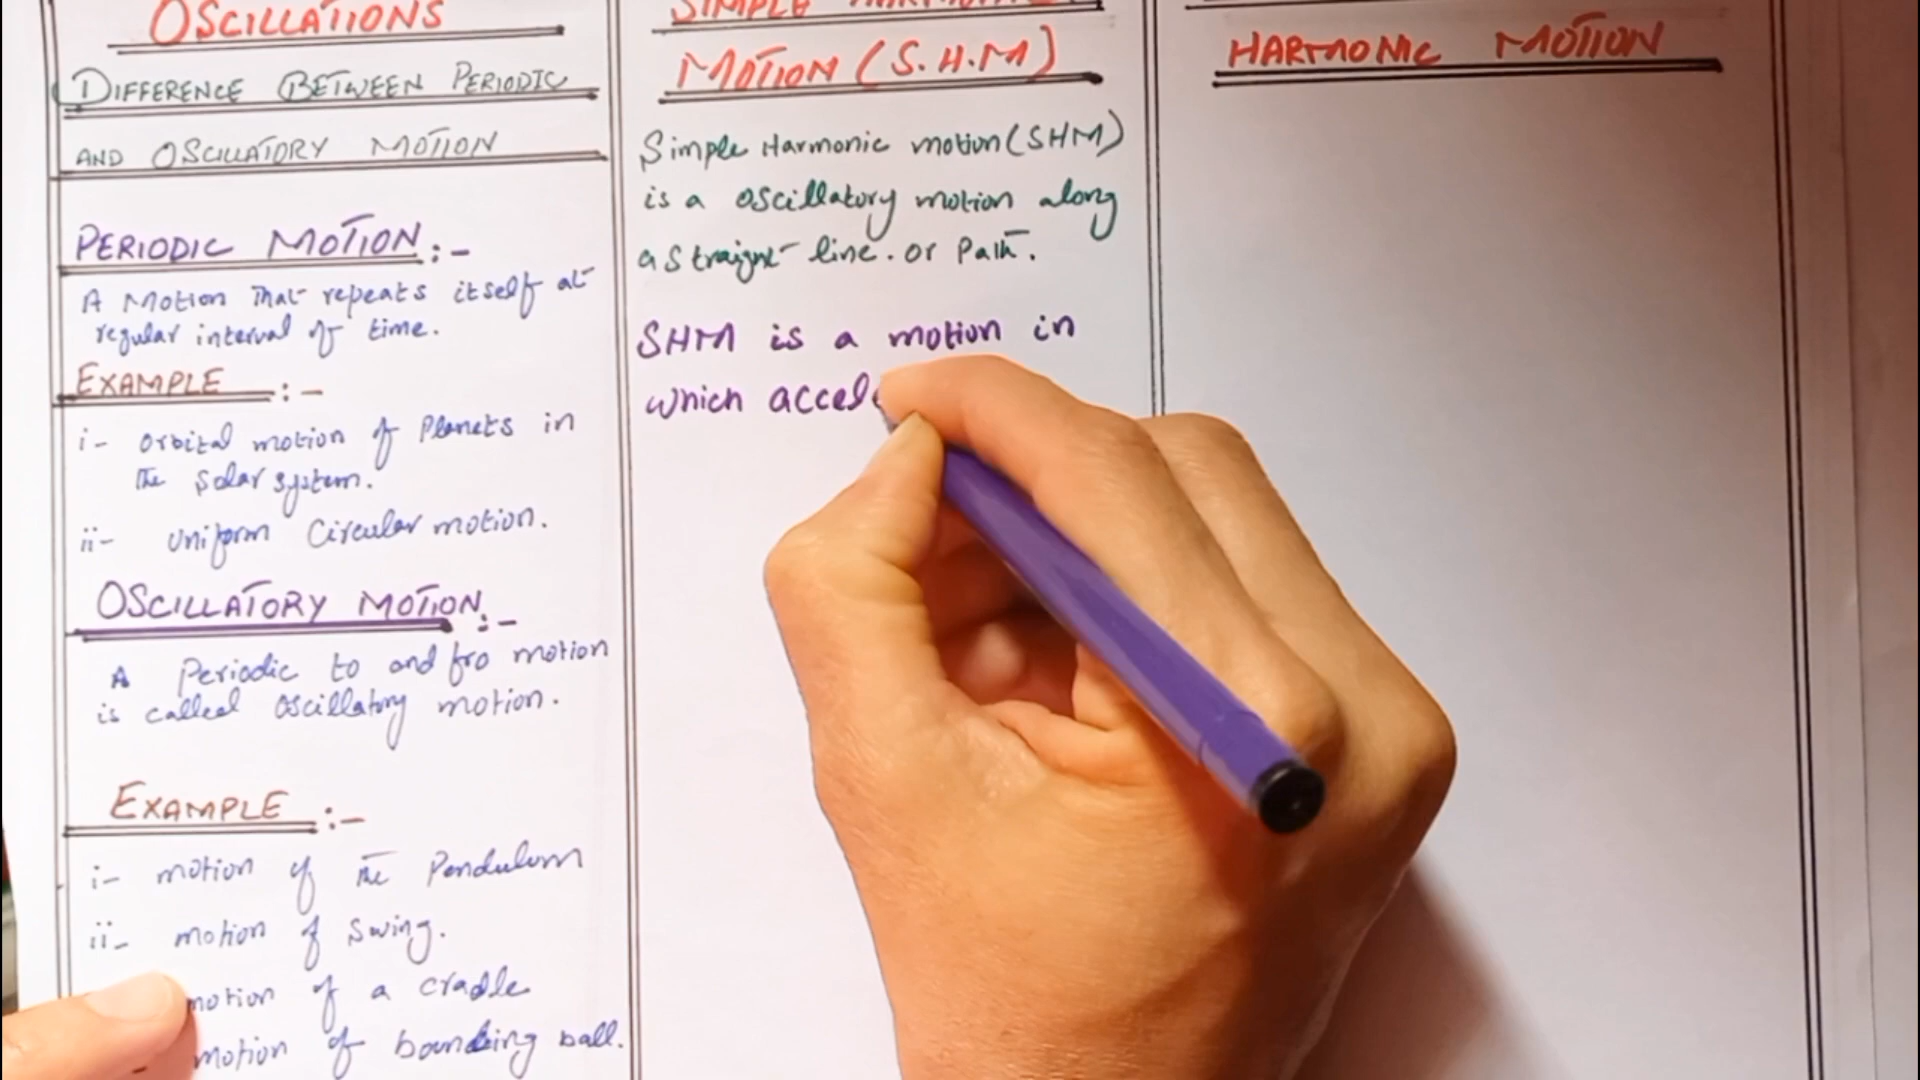 OSCILLATIONS
DIFFERENCE BETWEEN PERIODIC
AND OSCILLATORY MOTION
PERIODIC MOTION :-
A Motion That repeats itself at
regular interval of time.
EXAMPLE :-
i- orbital motion of Planets in
the Solar system.
ii- Uniform Circular motion.
OSCILLATORY MOTION :-
A Periodic to and fro motion
is called oscillatory motion.
EXAMPLE :-
i- motion of the Pendulum
ii- motion of Swing.
motion of a cradle
motion of bouncing ball.
SIMPLE HARMONIC
MOTION (S.H.M)
Simple Harmonic motion (SHM)
is a oscillatory motion along
a straight line. or Path.
SHM is a motion in
which accele
HARMONIC MOTION